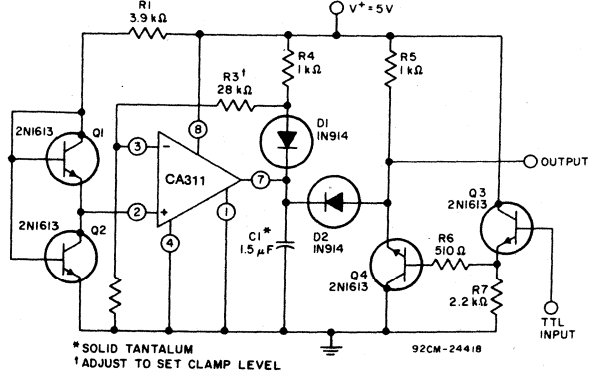 R1
3.9 kΩ
V⁺=5V
R4
1 kΩ
R5
1 kΩ
R3†
28 kΩ
D1
IN914
2N1613
Q1
8
3
−
CA311
7
OUTPUT
2
+
1
4
2N1613
Q2
C1*
1.5 μF
D2
IN914
Q3
2N1613
R6
510 Ω
Q4
2N1613
R7
2.2 kΩ
TTL
INPUT
* SOLID TANTALUM
† ADJUST TO SET CLAMP LEVEL
92CM-24418